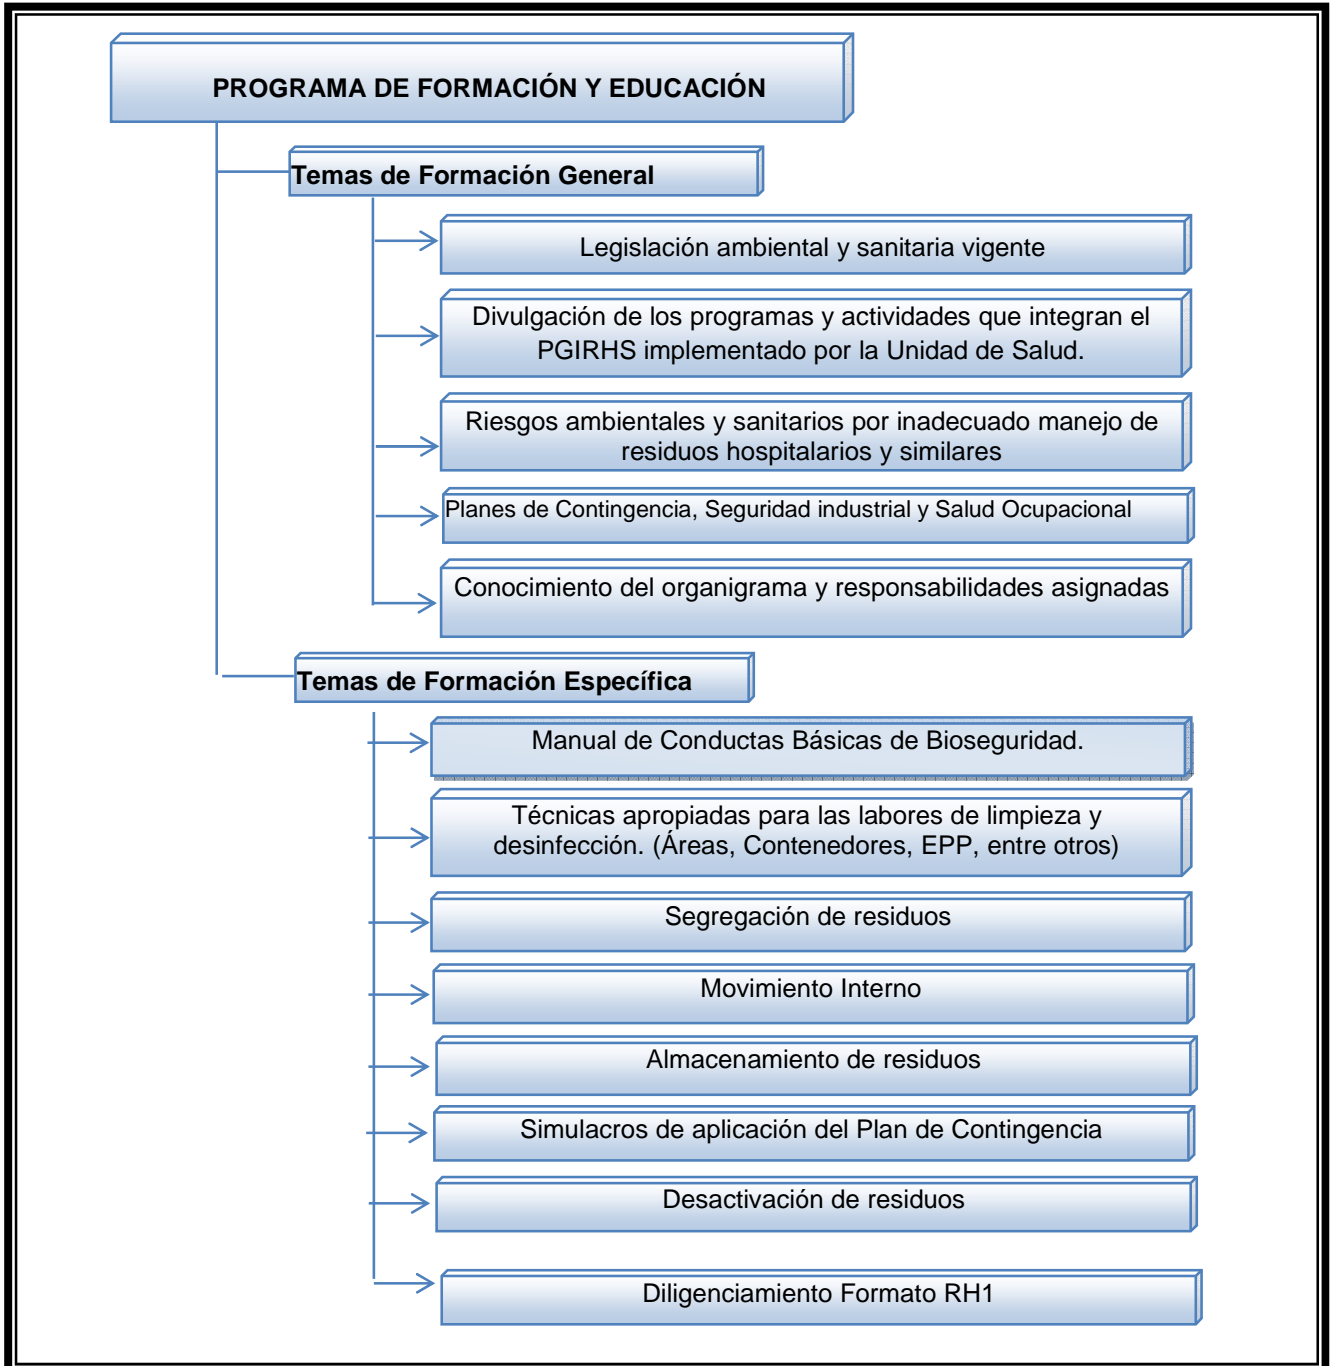 PROGRAMA DE FORMACIÓN Y EDUCACIÓN
Temas de Formación General
Legislación ambiental y sanitaria vigente
Divulgación de los programas y actividades que integran el
PGIRHS implementado por la Unidad de Salud.
Riesgos ambientales y sanitarios por inadecuado manejo de
residuos hospitalarios y similares
Planes de Contingencia, Seguridad industrial y Salud Ocupacional
Conocimiento del organigrama y responsabilidades asignadas
Temas de Formación Específica
Manual de Conductas Básicas de Bioseguridad.
Técnicas apropiadas para las labores de limpieza y
desinfección. (Áreas, Contenedores, EPP, entre otros)
Segregación de residuos
Movimiento Interno
Almacenamiento de residuos
Simulacros de aplicación del Plan de Contingencia
Desactivación de residuos
Diligenciamiento Formato RH1